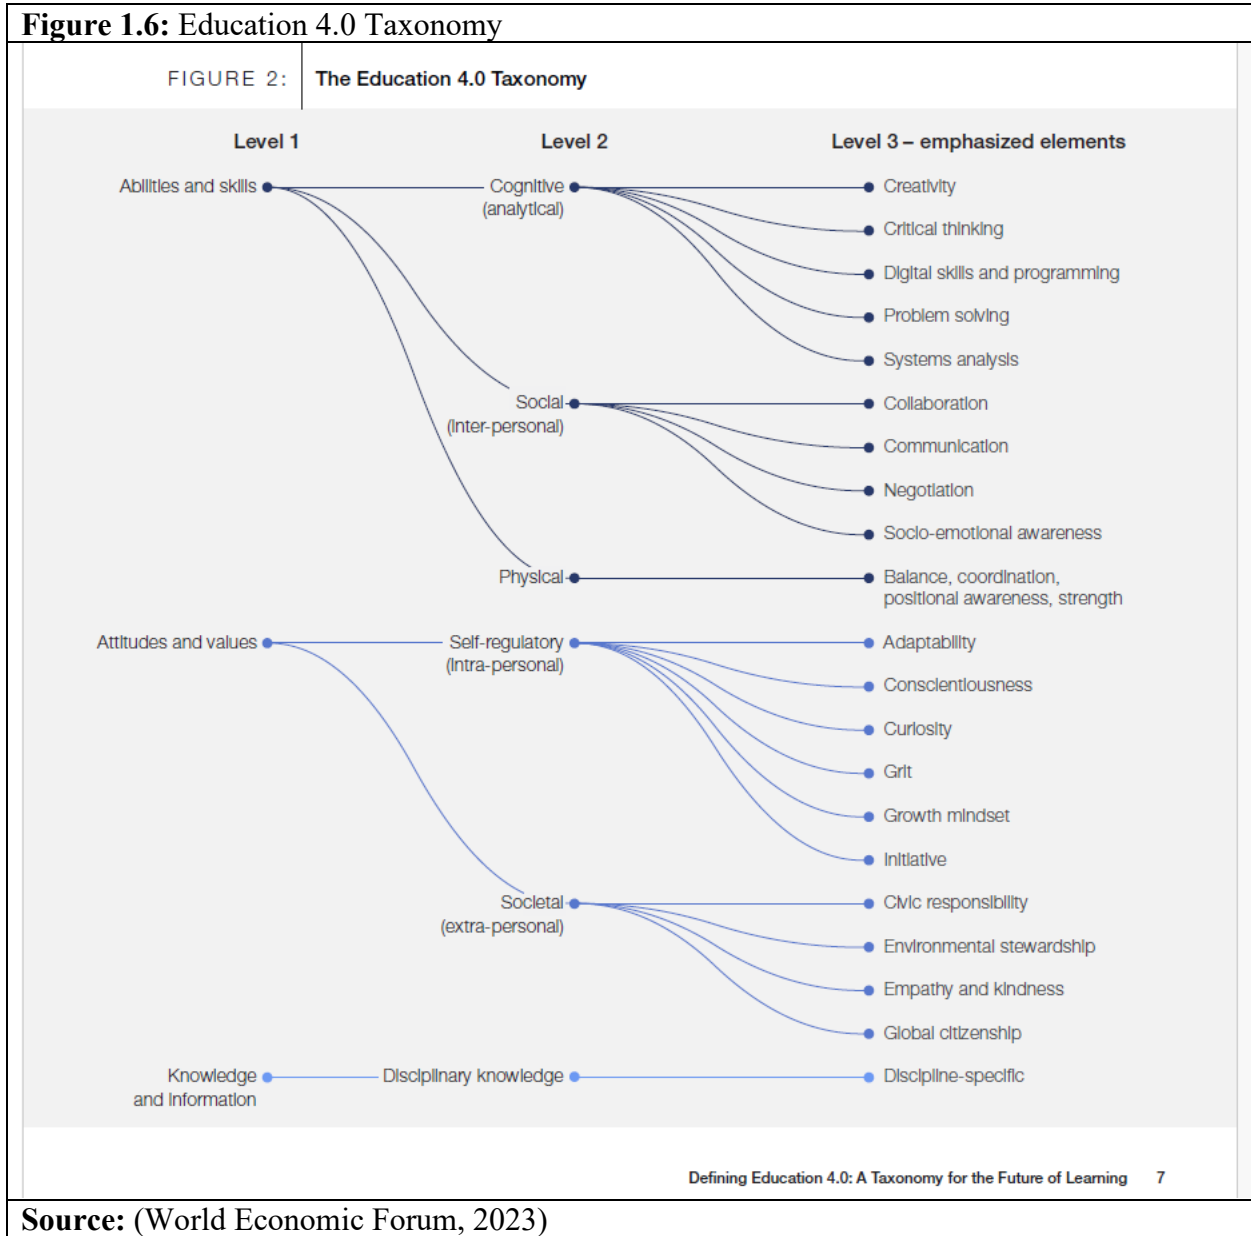 Figure 1.6: Education 4.0 Taxonomy
FIGURE 2: The Education 4.0 Taxonomy
Level 1 Level 2 Level 3 – emphasized elements
Abilities and skills Cognitive Creativity
(analytical)
Critical thinking
Digital skills and programming
Problem solving
Systems analysis
Social Collaboration
(inter-personal)
Communication
Negotiation
Socio-emotional awareness
Physical Balance, coordination,
positional awareness, strength
Attitudes and values Self-regulatory Adaptability
(intra-personal)
Conscientiousness
Curiosity
Grit
Growth mindset
Initiative
Societal Civic responsibility
(extra-personal)
Environmental stewardship
Empathy and kindness
Global citizenship
Knowledge Disciplinary knowledge Discipline-specific
and information
Defining Education 4.0: A Taxonomy for the Future of Learning 7
Source: (World Economic Forum, 2023)